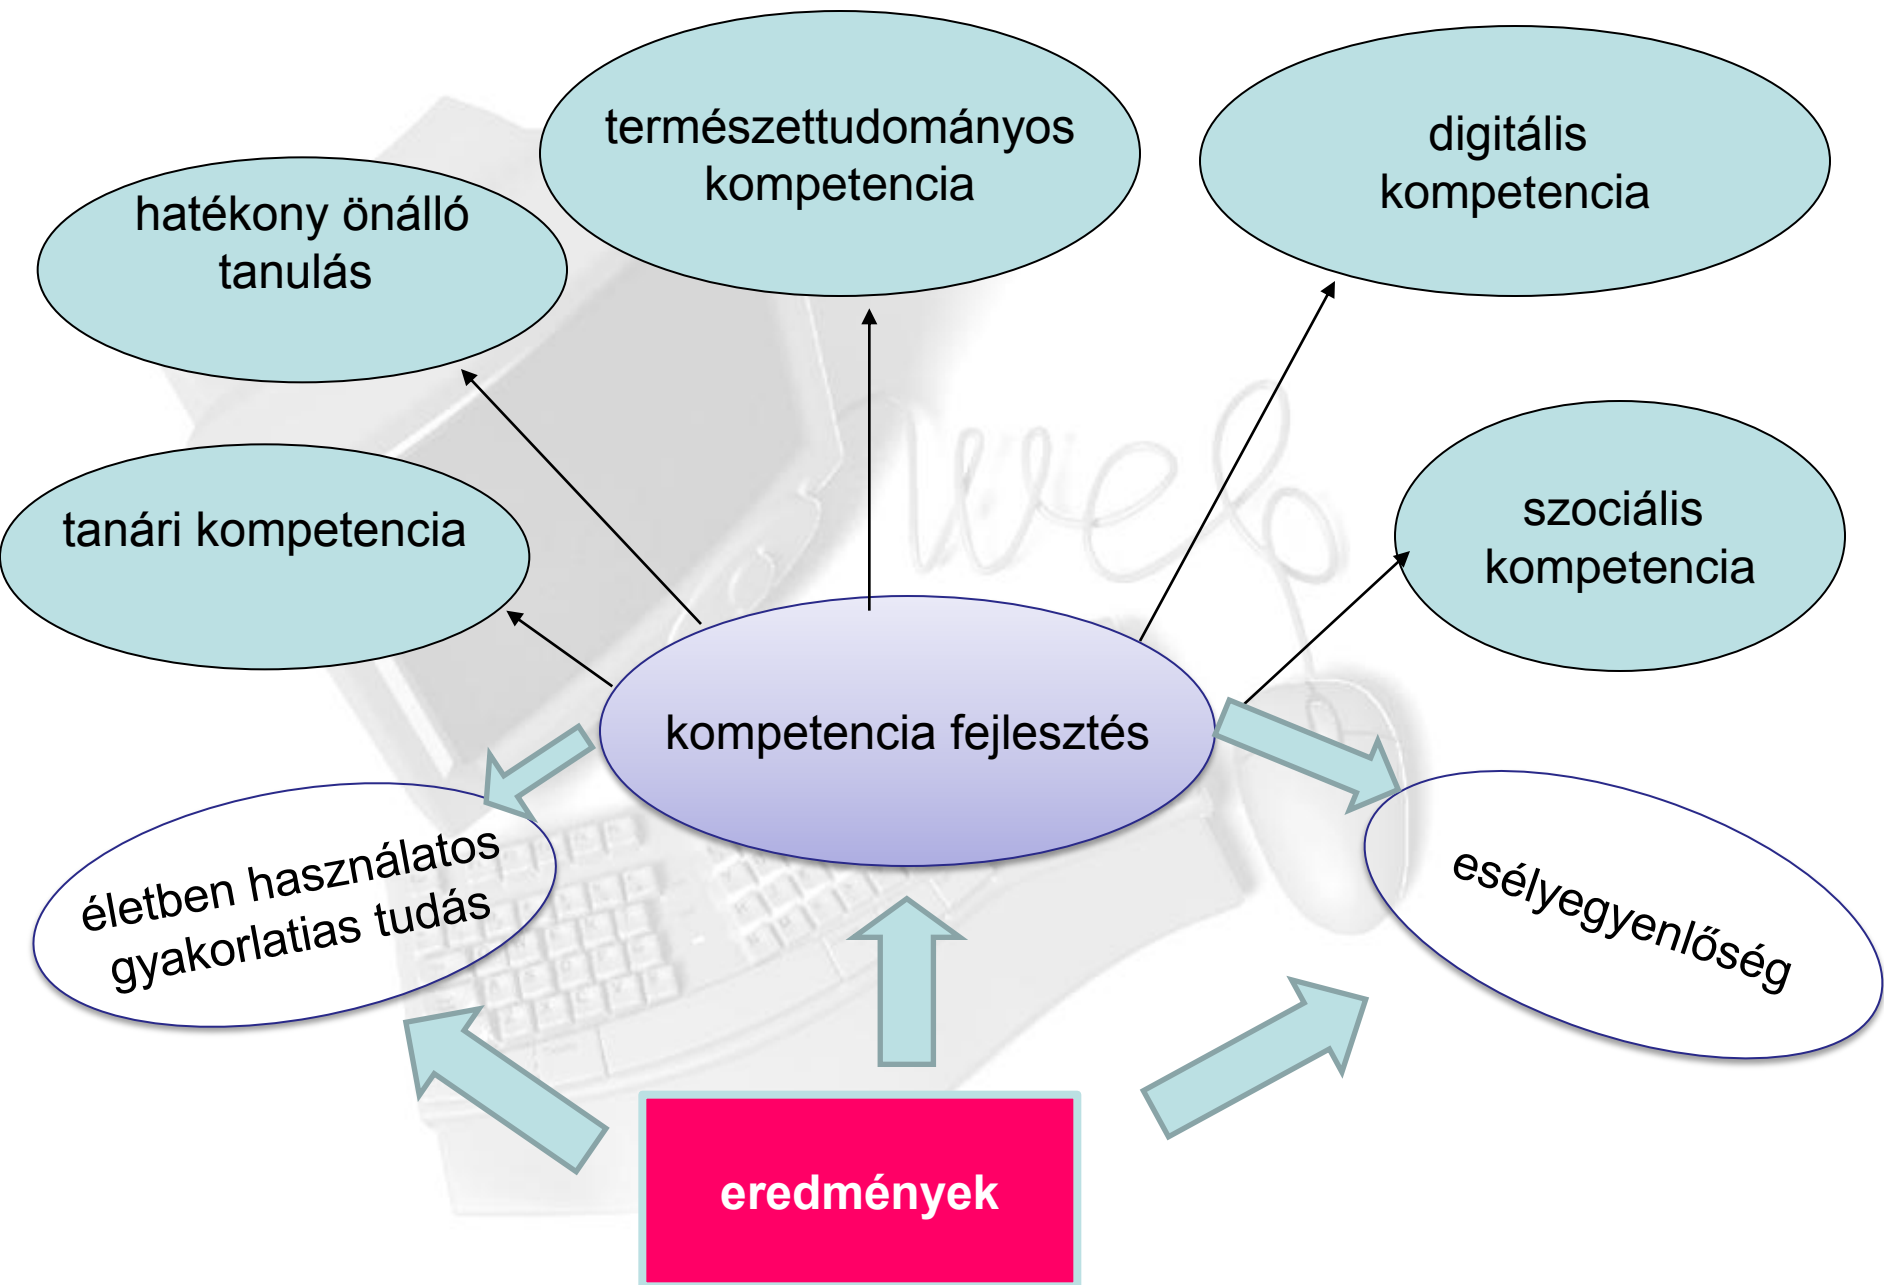 természettudományos
kompetencia
digitális
kompetencia
hatékony önálló
tanulás
tanári kompetencia
szociális
kompetencia
kompetencia fejlesztés
életben használatos
gyakorlatias tudás
esélyegyenlőség
eredmények
web